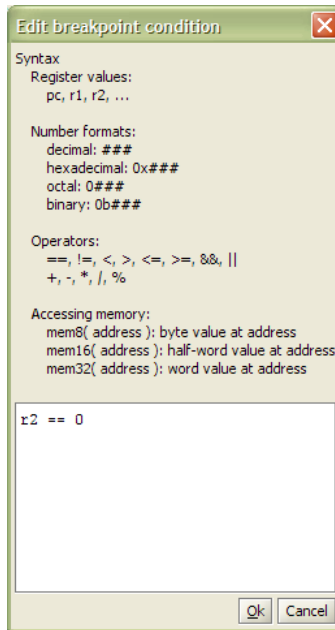 Edit breakpoint condition
Syntax
Register values:
pc, r1, r2, ...
Number formats:
decimal: ###
hexadecimal: 0x###
octal: 0###
binary: 0b###
Operators:
==, !=, <, >, <=, >=, &&, ||
+, -, *, /, %
Accessing memory:
mem8( address ): byte value at address
mem16( address ): half-word value at address
mem32( address ): word value at address
r2 == 0
Ok Cancel